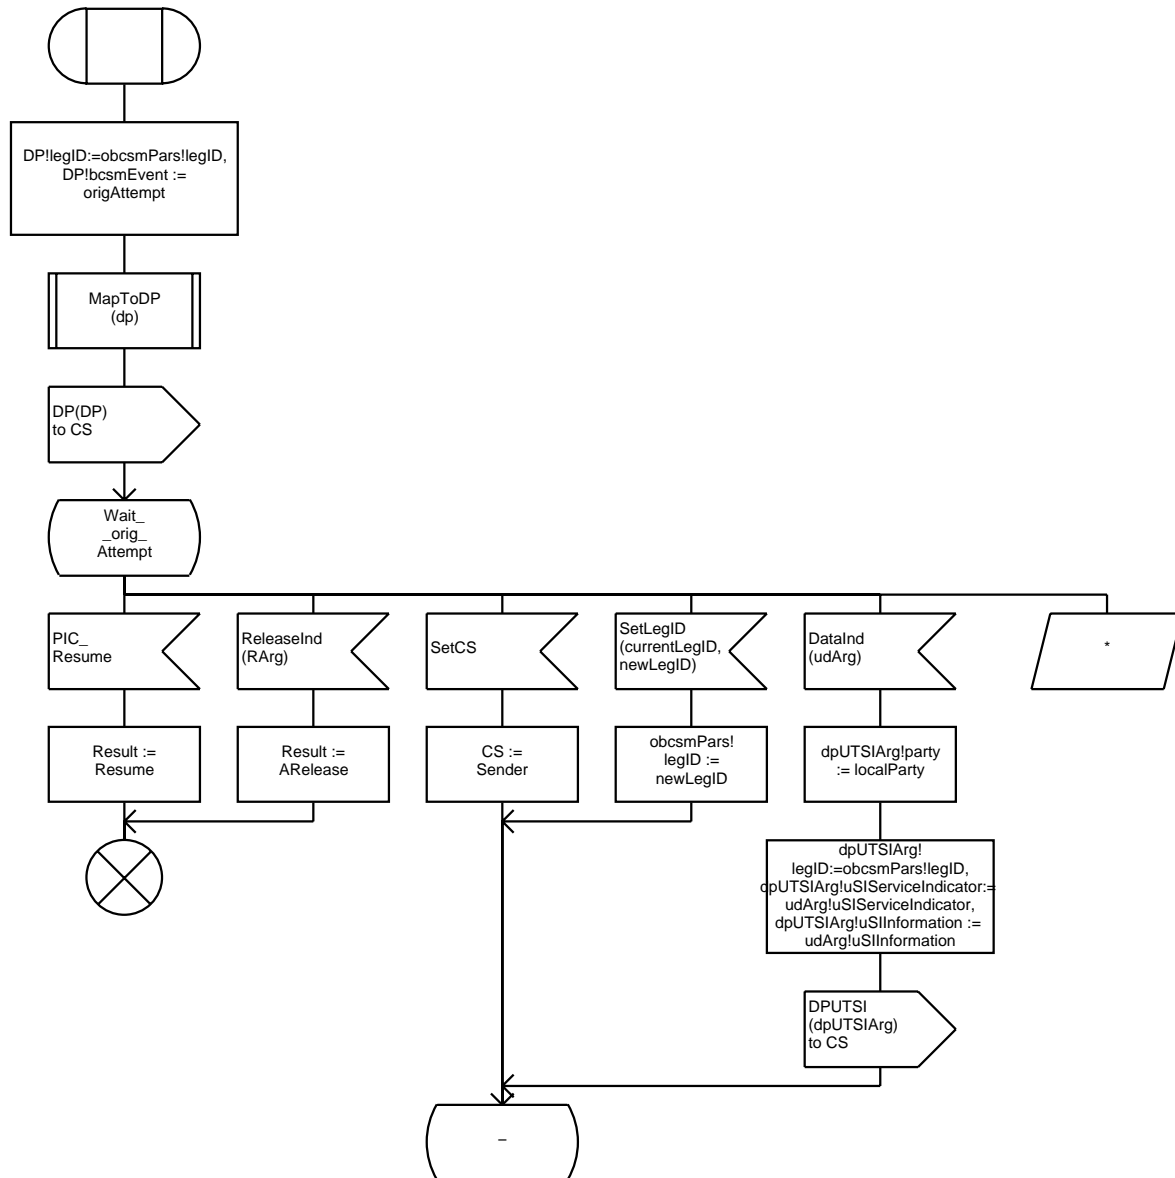 DP!legID:=obcsmPars!legID,
DP!bcsmEvent :=
origAttempt
MapToDP
(dp)
DP(DP)
to CS
Wait_
_orig_
Attempt
PIC_
Resume
ReleaseInd
(RArg)
SetCS
SetLegID
(currentLegID,
newLegID)
DataInd
(udArg)
*
Result :=
Resume
Result :=
ARelease
CS :=
Sender
obcsmPars!
legID :=
newLegID
dpUTSIArg!party
:= localParty
dpUTSIArg!
legID:=obcsmPars!legID,
dpUTSIArg!uSIServiceIndicator:=
udArg!uSIServiceIndicator,
dpUTSIArg!uSIInformation :=
udArg!uSIInformation
DPUTSI
(dpUTSIArg)
to CS
–